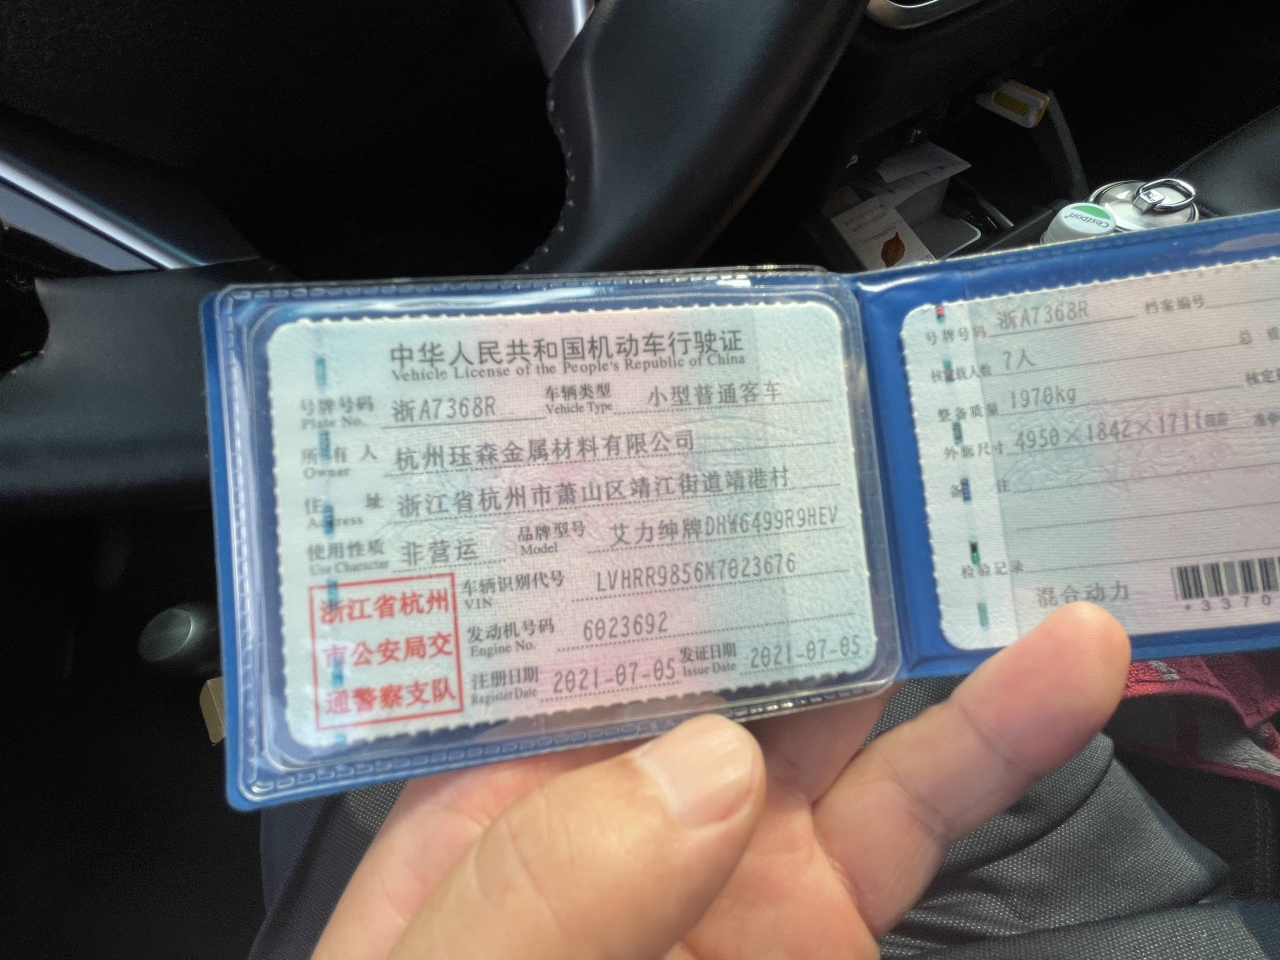 中华人民共和国机动车行驶证
Vehicle License of the People's Republic of China
号牌号码 浙A7368R 车辆类型 小型普通客车
Plate No. Vehicle Type
所有人 杭州珏森金属材料有限公司
Owner
住址 浙江省杭州市萧山区靖江街道靖港村
Address
使用性质 非营运 品牌型号 艾力绅牌DHW6499R9HEV
Use Character Model
浙江省杭州
市公安局交
通警察支队
车辆识别代号 LVHRR9856M7023676
VIN
发动机号码 6023692
Engine No.
注册日期 2021-07-05 发证日期 2021-07-05
Register Date Issue Date
号牌号码 浙A7368R 档案编号
核定载人数 7人 总
整备质量 1970kg 核定
外廓尺寸 4950×1842×1711mm
备注
检验记录
混合动力
*3370
Cestbon